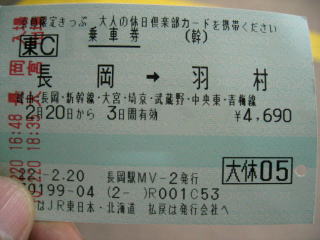 会員限定きっぷ 大人の休日倶楽部カードを携帯ください
東C 乗車券 (幹)
長岡 → 羽村
経由:長岡・新幹線・大宮・埼京・武蔵野・中央東・青梅線
2月20日から 3日間有効 ¥4,690
大休05
22.-2.20 長岡駅MV-2発行
20199-04 (2- )R001C53
はJR東日本・北海道 払戻は発行会社へ